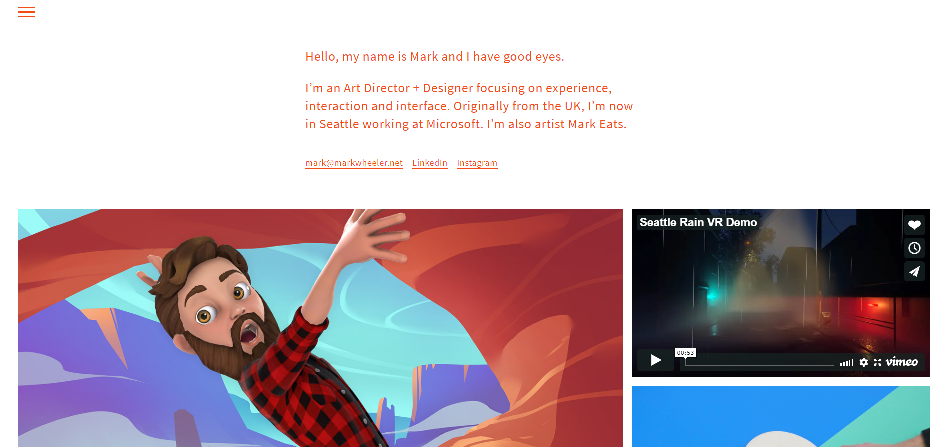 Hello, my name is Mark and I have good eyes.
I'm an Art Director + Designer focusing on experience,
interaction and interface. Originally from the UK, I'm now
in Seattle working at Microsoft. I'm also artist Mark Eats.
mark@markwheeler.net LinkedIn Instagram
Seattle Rain VR Demo
00:53
vimeo